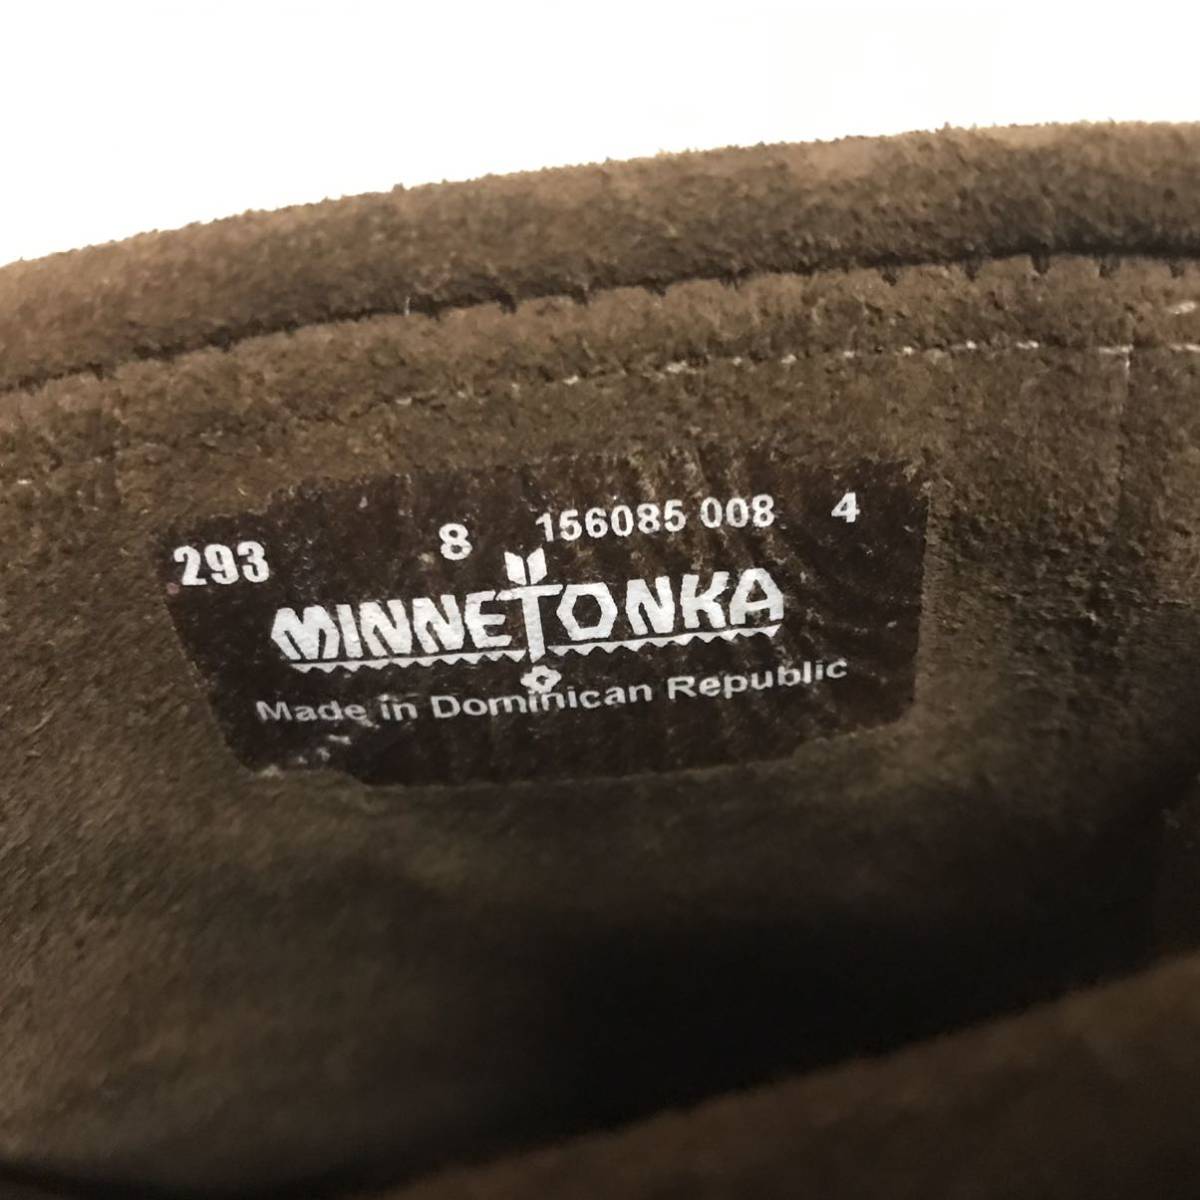 293 8 156085 008 4
MINNETONKA
Made in Dominican Republic